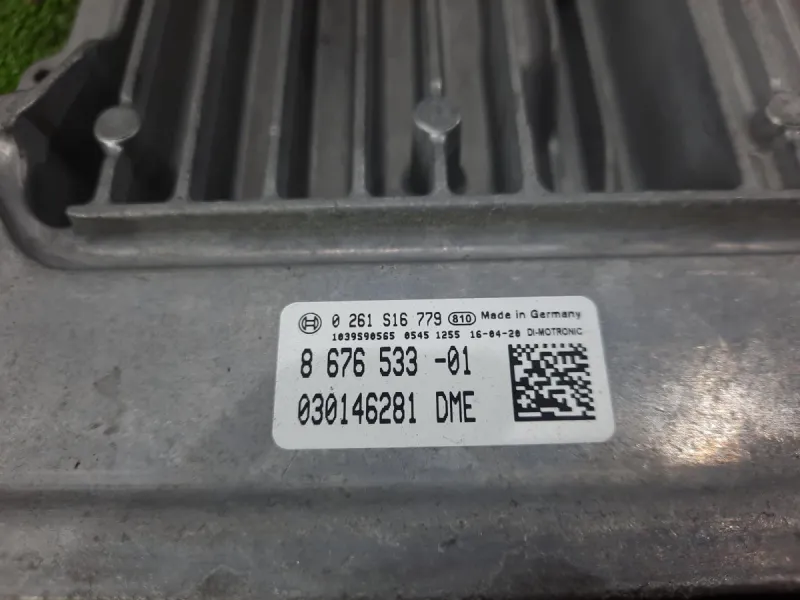 0 261 S16 779 810 Made in Germany
1039S90565 0545 1255 16-04-20 DI-MOTRONIC
8 676 533 -01
030146281 DME